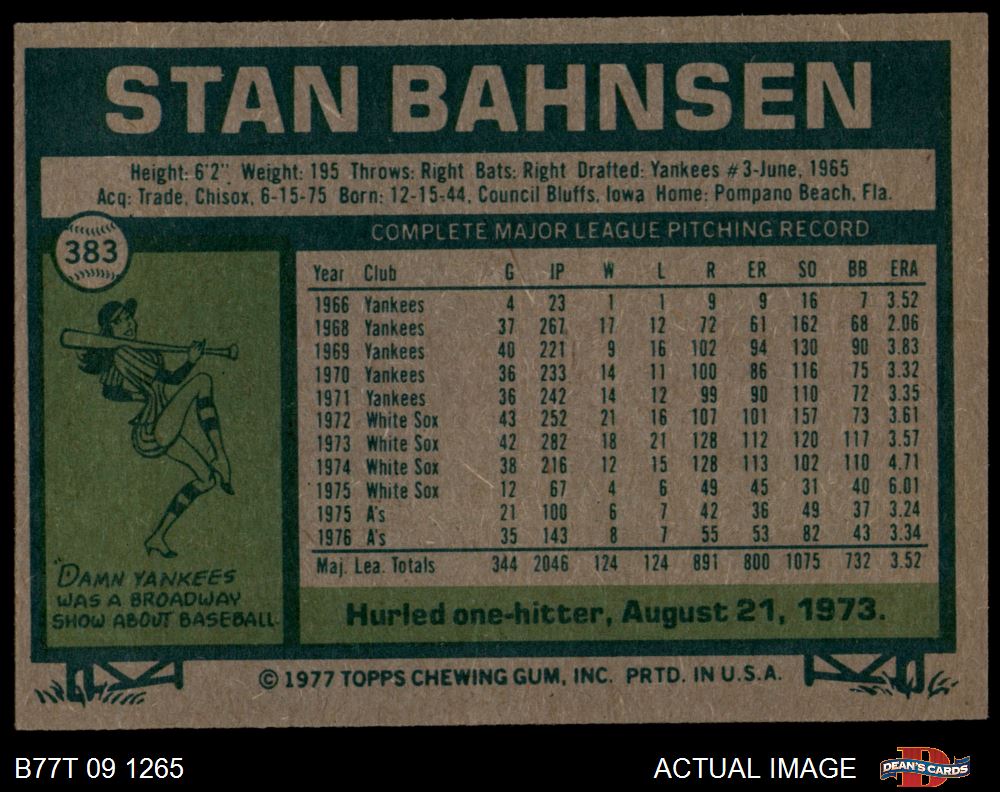 STAN BAHNSEN
Height: 6'2" Weight: 195 Throws: Right Bats: Right Drafted: Yankees #3-June, 1965
Acq: Trade, Chisox, 6-15-75 Born: 12-15-44, Council Bluffs, Iowa Home: Pompano Beach, Fla.
383
COMPLETE MAJOR LEAGUE PITCHING RECORD
Year Club G IP W L R ER SO BB ERA
1966 Yankees 4 23 1 1 9 9 16 7 3.52
1968 Yankees 37 267 17 12 72 61 162 68 2.06
1969 Yankees 40 221 9 16 102 94 130 90 3.83
1970 Yankees 36 233 14 11 100 86 116 75 3.32
1971 Yankees 36 242 14 12 99 90 110 72 3.35
1972 White Sox 43 252 21 16 107 101 157 73 3.61
1973 White Sox 42 282 18 21 128 112 120 117 3.57
1974 White Sox 38 216 12 15 128 113 102 110 4.71
1975 White Sox 12 67 4 6 49 45 31 40 6.01
1975 A's 21 100 6 7 42 36 49 37 3.24
1976 A's 35 143 8 7 55 53 82 43 3.34
Maj. Lea. Totals 344 2046 124 124 891 800 1075 732 3.52
"DAMN YANKEES
WAS A BROADWAY
SHOW ABOUT BASEBALL.
Hurled one-hitter, August 21, 1973.
© 1977 TOPPS CHEWING GUM, INC. PRTD. IN U.S.A.
B77T 09 1265
ACTUAL IMAGE
D
DEAN'S CARDS